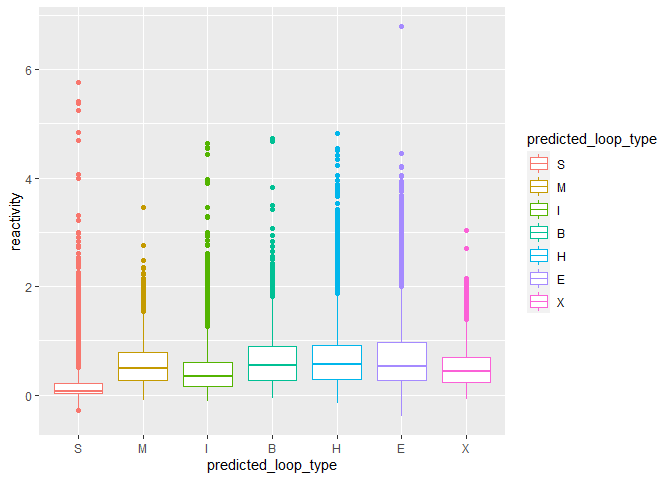 6
4
2
0
reactivity
S M I B H E X
predicted_loop_type
predicted_loop_type
S
M
I
B
H
E
X